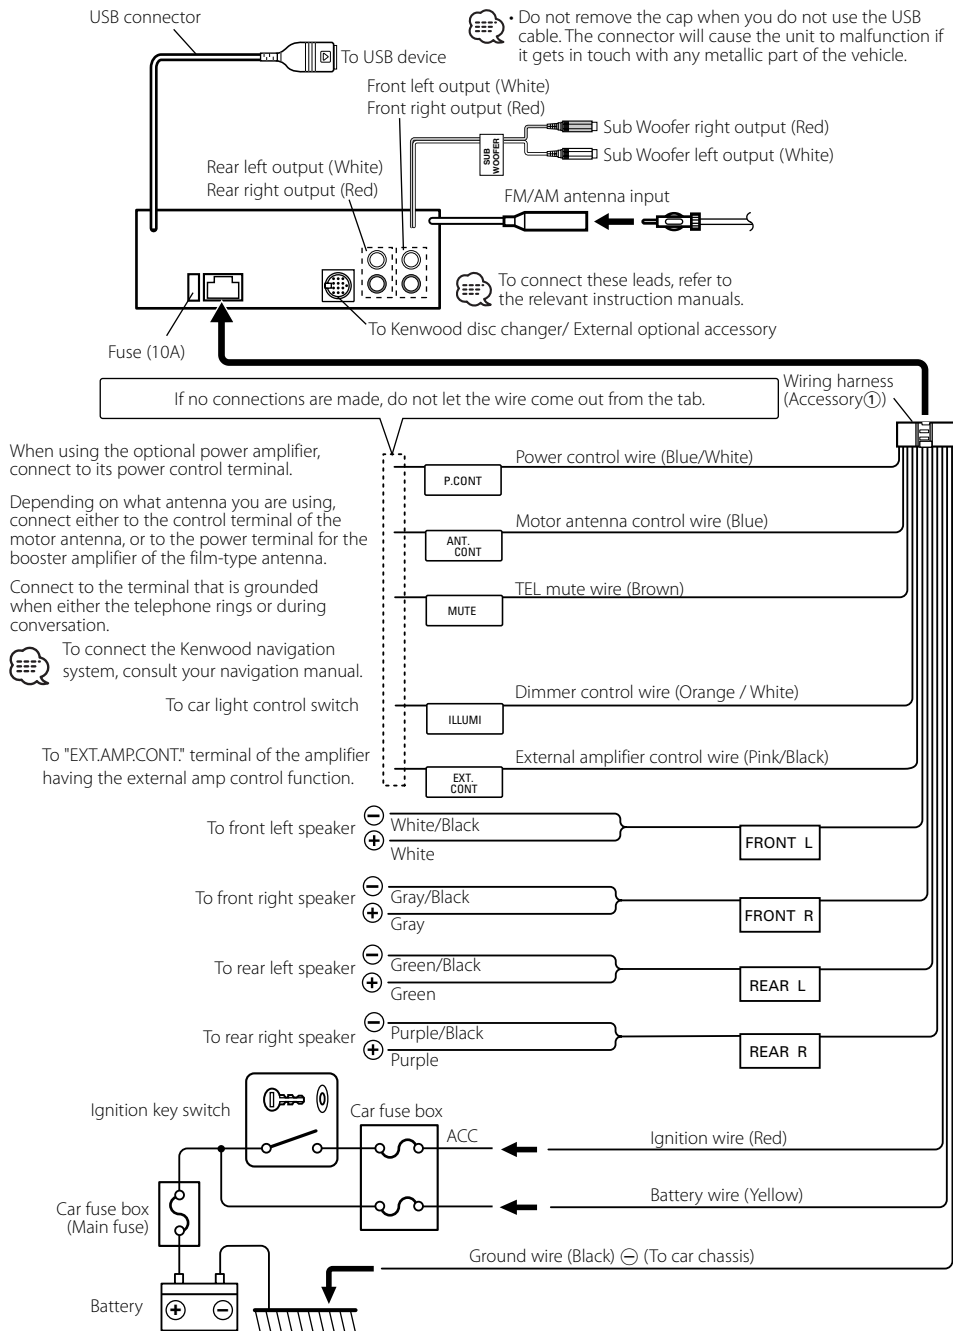 USB connector
• Do not remove the cap when you do not use the USB
cable. The connector will cause the unit to malfunction if
it gets in touch with any metallic part of the vehicle.
To USB device
Front left output (White)
Front right output (Red)
SUB
WOOFER
Sub Woofer right output (Red)
Sub Woofer left output (White)
Rear left output (White)
Rear right output (Red)
FM/AM antenna input
To connect these leads, refer to
the relevant instruction manuals.
To Kenwood disc changer/ External optional accessory
Fuse (10A)
Wiring harness
(Accessory①)
If no connections are made, do not let the wire come out from the tab.
When using the optional power amplifier,
connect to its power control terminal.
Power control wire (Blue/White)
P.CONT
Depending on what antenna you are using,
connect either to the control terminal of the
motor antenna, or to the power terminal for the
booster amplifier of the film-type antenna.
Motor antenna control wire (Blue)
ANT.
CONT
Connect to the terminal that is grounded
when either the telephone rings or during
conversation.
TEL mute wire (Brown)
MUTE
To connect the Kenwood navigation
system, consult your navigation manual.
To car light control switch
Dimmer control wire (Orange / White)
ILLUMI
To "EXT.AMP.CONT." terminal of the amplifier
having the external amp control function.
External amplifier control wire (Pink/Black)
EXT.
CONT
To front left speaker
⊖
White/Black
⊕
White
FRONT L
To front right speaker
⊖
Gray/Black
⊕
Gray
FRONT R
To rear left speaker
⊖
Green/Black
⊕
Green
REAR L
To rear right speaker
⊖
Purple/Black
⊕
Purple
REAR R
Ignition key switch
Car fuse box
ACC
Ignition wire (Red)
Battery wire (Yellow)
Car fuse box
(Main fuse)
Ground wire (Black) ⊖ (To car chassis)
Battery
⊕ ⊖